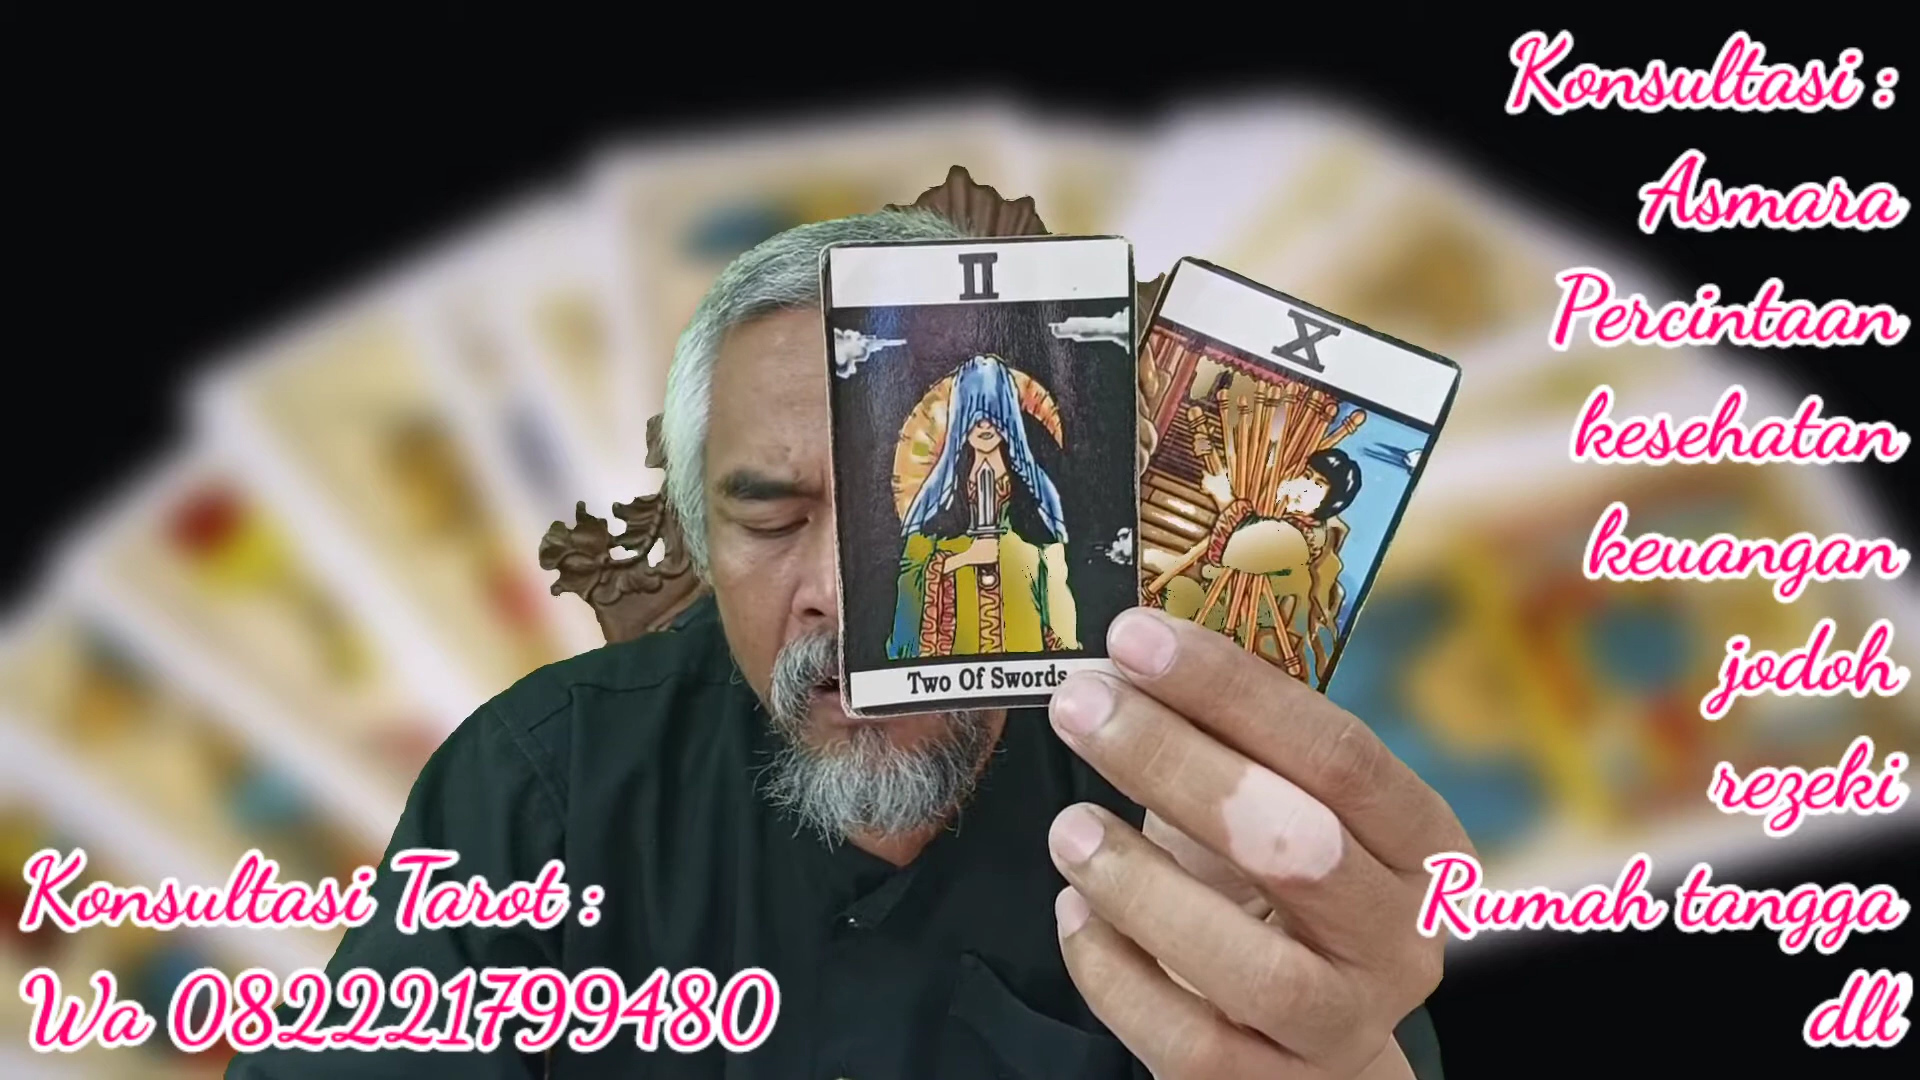 Konsultasi :
Asmara
Percintaan
kesehatan
keuangan
jodoh
rezeki
Rumah tangga
dll
II
Two Of Swords
X
Konsultasi Tarot :
Wa 082221799480